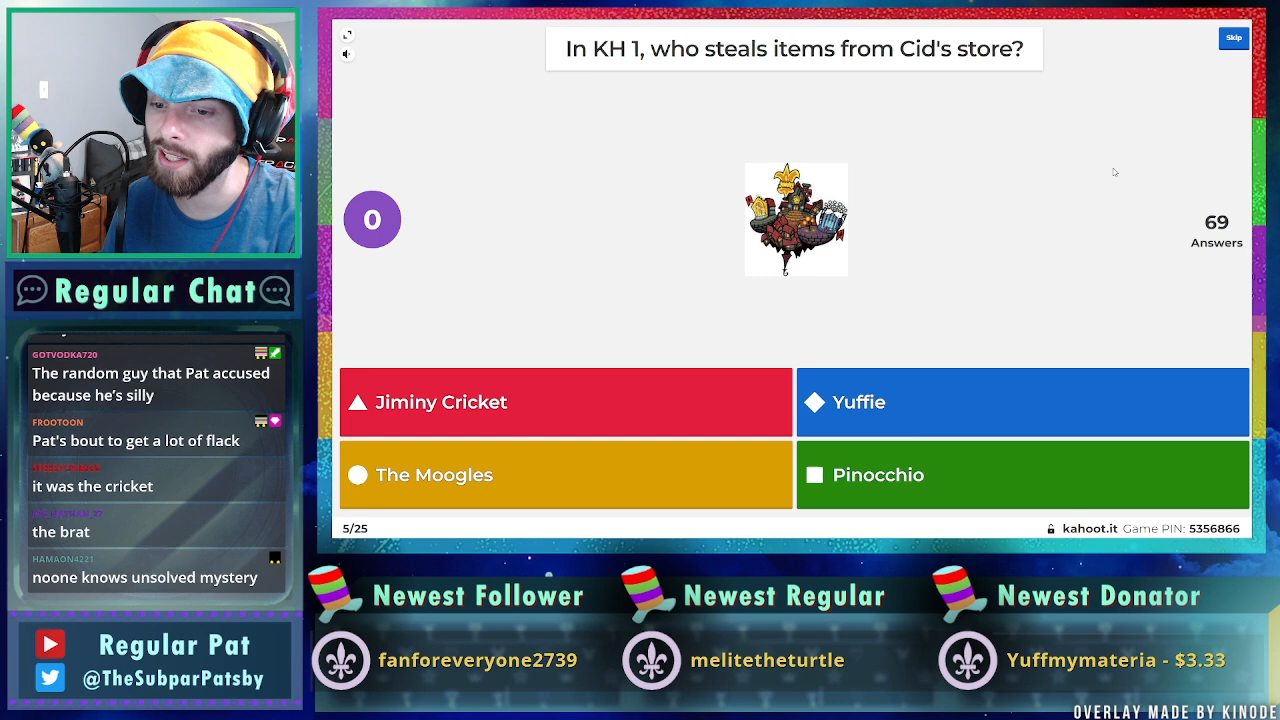 In KH 1, who steals items from Cid's store?
Skip
0
69
Answers
Jiminy Cricket
Yuffie
The Moogles
Pinocchio
5/25
kahoot.it Game PIN: 5356866
Regular Chat
GOTVODKA720
The random guy that Pat accused
because he's silly
FROOTOON
Pat's bout to get a lot of flack
it was the cricket
the brat
HAMAON4221
noone knows unsolved mystery
Regular Pat
@TheSubparPatsby
Newest Follower
fanforeveryone2739
Newest Regular
melitetheturtle
Newest Donator
Yuffmymateria - $3.33
OVERLAY MADE BY KINODE